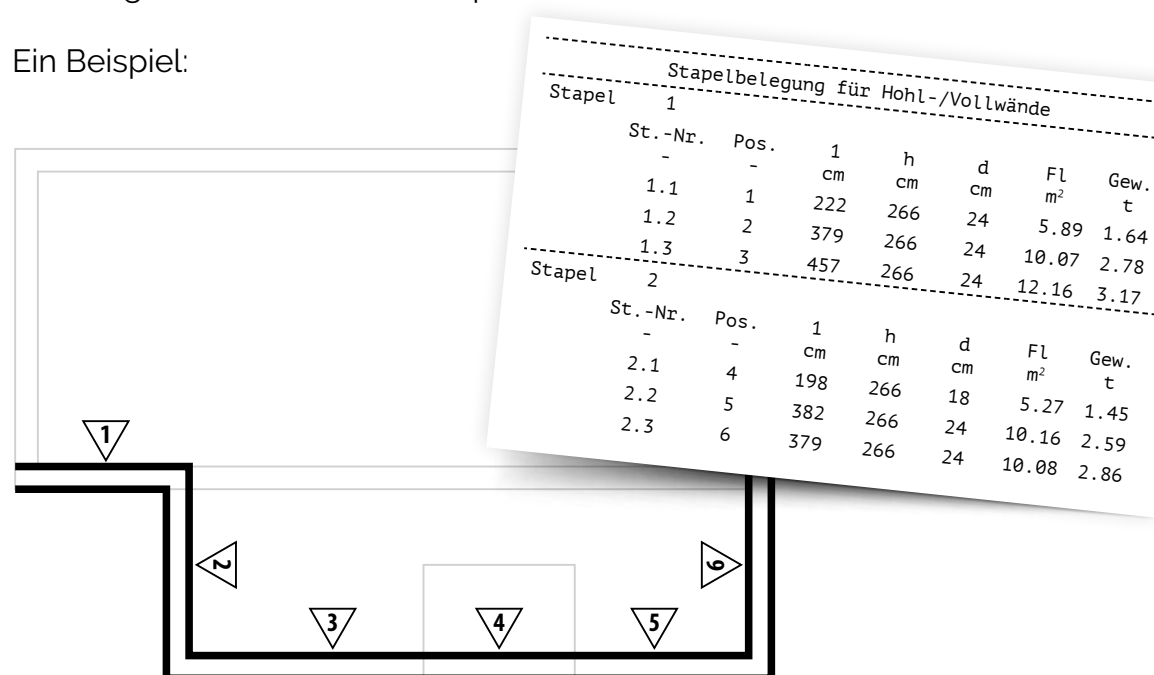 Ein Beispiel:
Stapelbelegung für Hohl-/Vollwände
Stapel 1
St.-Nr. Pos. l h d Fl Gew.
- - cm cm cm m² t
1.1 1 222 266 24 5.89 1.64
1.2 2 379 266 24 10.07 2.78
1.3 3 457 266 24 12.16 3.17
Stapel 2
St.-Nr. Pos. l h d Fl Gew.
- - cm cm cm m² t
2.1 4 198 266 18 5.27 1.45
2.2 5 382 266 24 10.16 2.59
2.3 6 379 266 24 10.08 2.86
1
2
6
3
4
5